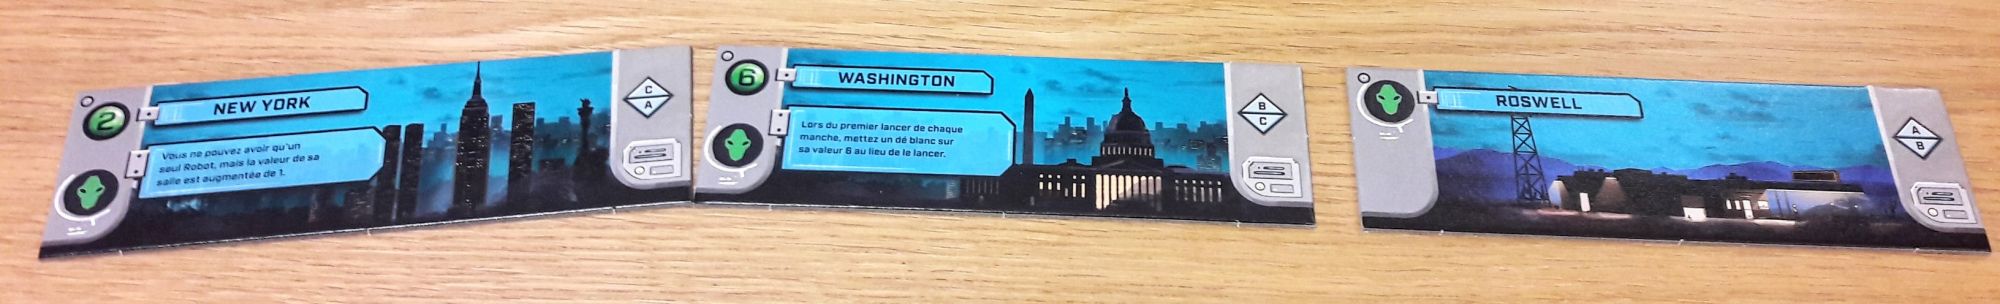 2
NEW YORK
Vous ne pouvez avoir qu'un
seul Robot, mais la valeur de sa
salle est augmentée de 1.
C
A
6
WASHINGTON
Lors du premier lancer de chaque
manche, mettez un dé blanc sur
sa valeur 6 au lieu de le lancer.
B
C
ROSWELL
A
B